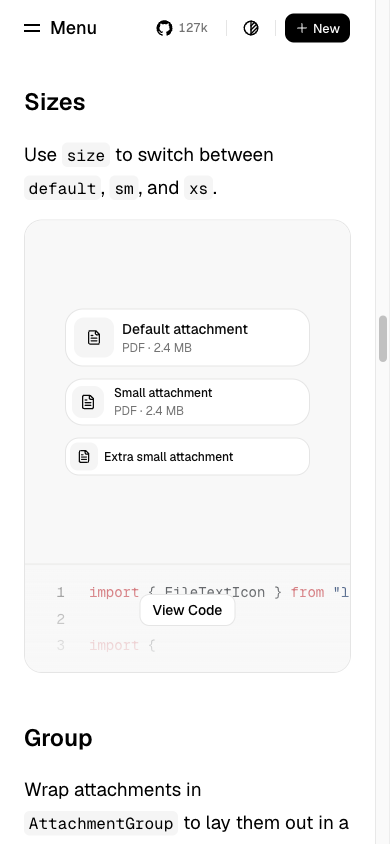 Menu 127k New
Sizes
Use size to switch between
default, sm, and xs.
Default attachment
PDF · 2.4 MB
Small attachment
PDF · 2.4 MB
Extra small attachment
1 import { FileTextIcon } from "l
2
View Code
3 import {
Group
Wrap attachments in
AttachmentGroup to lay them out in a